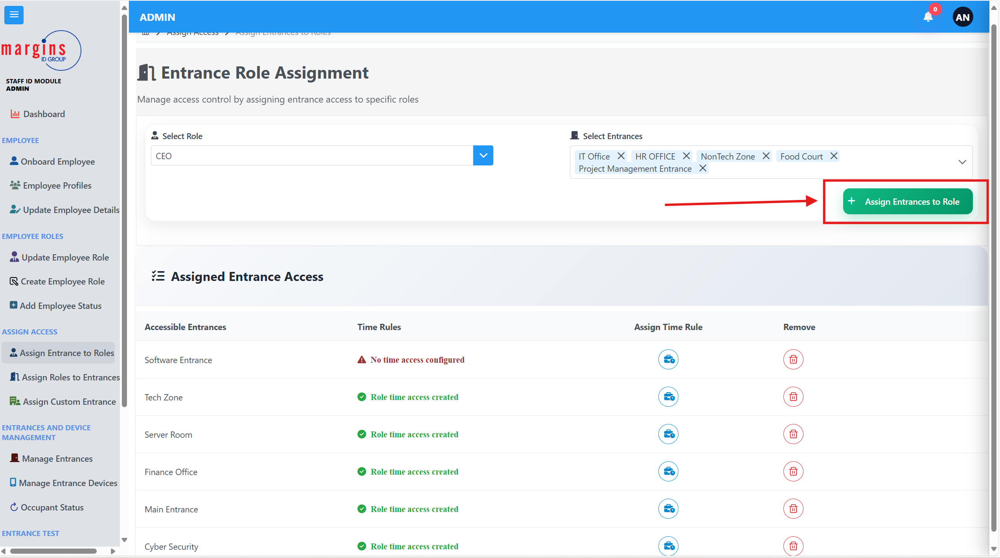 ADMIN
0
AN
margins
ID GROUP
STAFF ID MODULE
ADMIN
Dashboard
EMPLOYEE
Onboard Employee
Employee Profiles
Update Employee Details
EMPLOYEE ROLES
Update Employee Role
Create Employee Role
Add Employee Status
ASSIGN ACCESS
Assign Entrance to Roles
Assign Roles to Entrances
Assign Custom Entrance
ENTRANCES AND DEVICE
MANAGEMENT
Manage Entrances
Manage Entrance Devices
Occupant Status
ENTRANCE TEST
Assign Access Assign Entrances to Roles
Entrance Role Assignment
Manage access control by assigning entrance access to specific roles
Select Role
CEO
Select Entrances
IT Office HR OFFICE NonTech Zone Food Court
Project Management Entrance
Assign Entrances to Role
Assigned Entrance Access
Accessible Entrances Time Rules Assign Time Rule Remove
Software Entrance No time access configured
Tech Zone Role time access created
Server Room Role time access created
Finance Office Role time access created
Main Entrance Role time access created
Cyber Security Role time access created